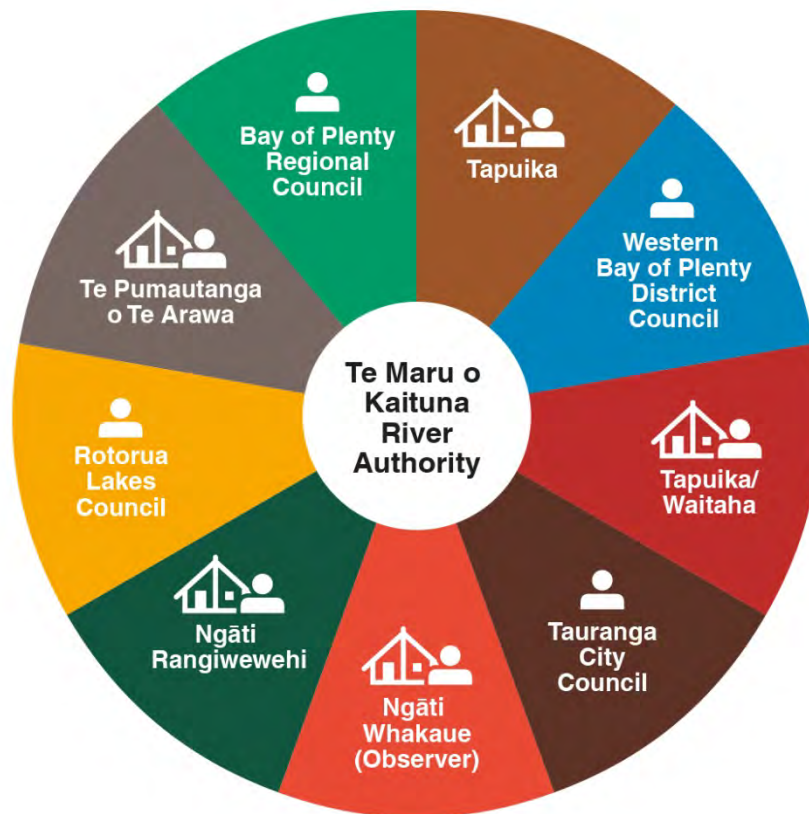 Te Maru o
Kaituna
River
Authority
Tapuika
Western
Bay of Plenty
District
Council
Tapuika/
Waitaha
Tauranga
City
Council
Ngāti
Whakaue
(Observer)
Ngāti
Rangiwewehi
Rotorua
Lakes
Council
Te Pumautanga
o Te Arawa
Bay of Plenty
Regional
Council